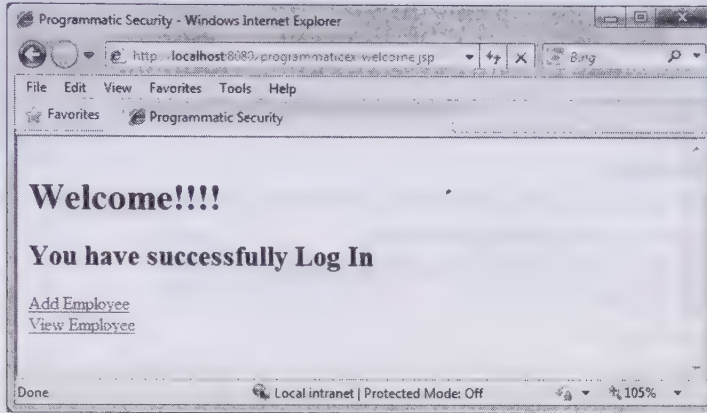 Programmatic Security - Windows Internet Explorer
http://localhost:8080/programmaticex/welcome.jsp
Bing
File Edit View Favorites Tools Help
Favorites Programmatic Security
Welcome!!!!
You have successfully Log In
Add Employee
View Employee
Done Local intranet | Protected Mode: Off 105%